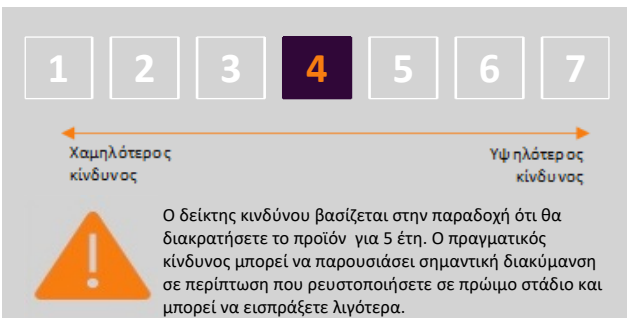 1 2 3 4 5 6 7
Χαμηλότερος Υψηλότερος
κίνδυνος κίνδυνος
Ο δείκτης κινδύνου βασίζεται στην παραδοχή ότι θα
διακρατήσετε το προϊόν για 5 έτη. Ο πραγματικός
κίνδυνος μπορεί να παρουσιάσει σημαντική διακύμανση
σε περίπτωση που ρευστοποιήσετε σε πρώιμο στάδιο και
μπορεί να εισπράξετε λιγότερα.